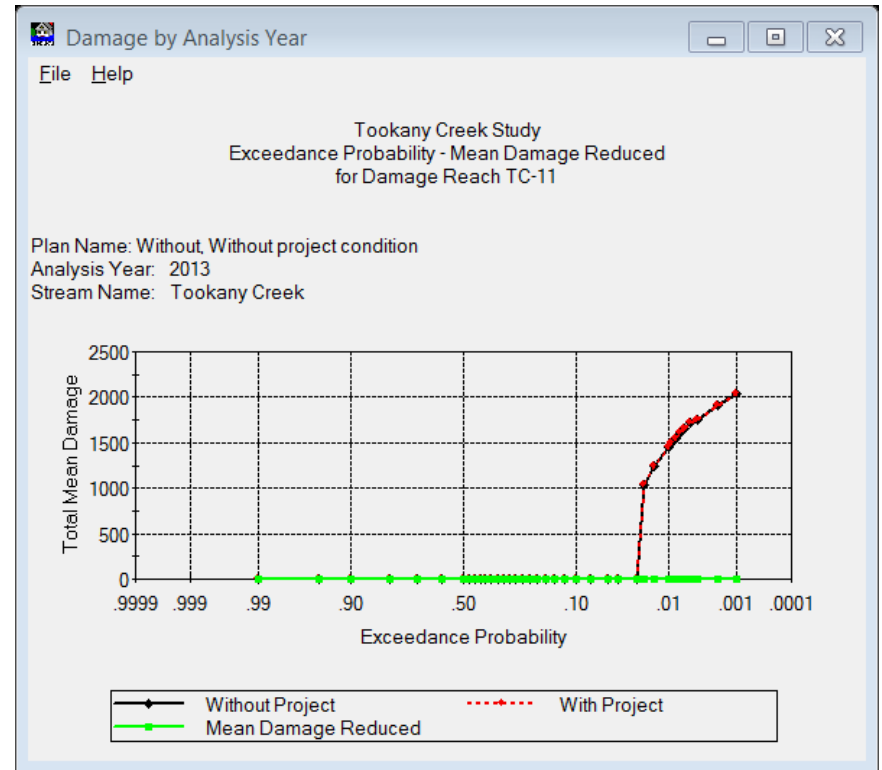 Damage by Analysis Year
File Help
Tookany Creek Study
Exceedance Probability - Mean Damage Reduced
for Damage Reach TC-11
Plan Name: Without, Without project condition
Analysis Year: 2013
Stream Name: Tookany Creek
2500
2000
1500
1000
500
0
Total Mean Damage
.9999 .999 .99 .90 .50 .10 .01 .001 .0001
Exceedance Probability
Without Project With Project
Mean Damage Reduced